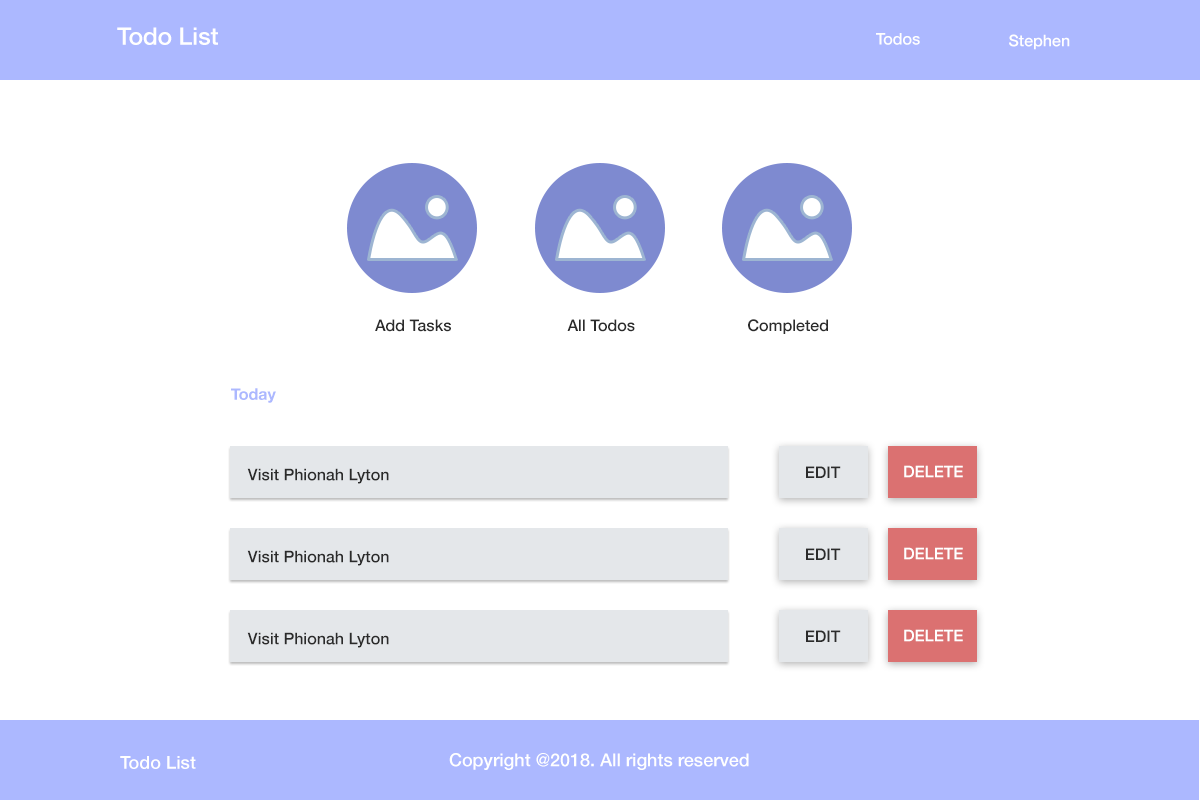 Todo List
Todos
Stephen
Add Tasks
All Todos
Completed
Today
Visit Phionah Lyton
EDIT
DELETE
Visit Phionah Lyton
EDIT
DELETE
Visit Phionah Lyton
EDIT
DELETE
Todo List
Copyright @2018. All rights reserved